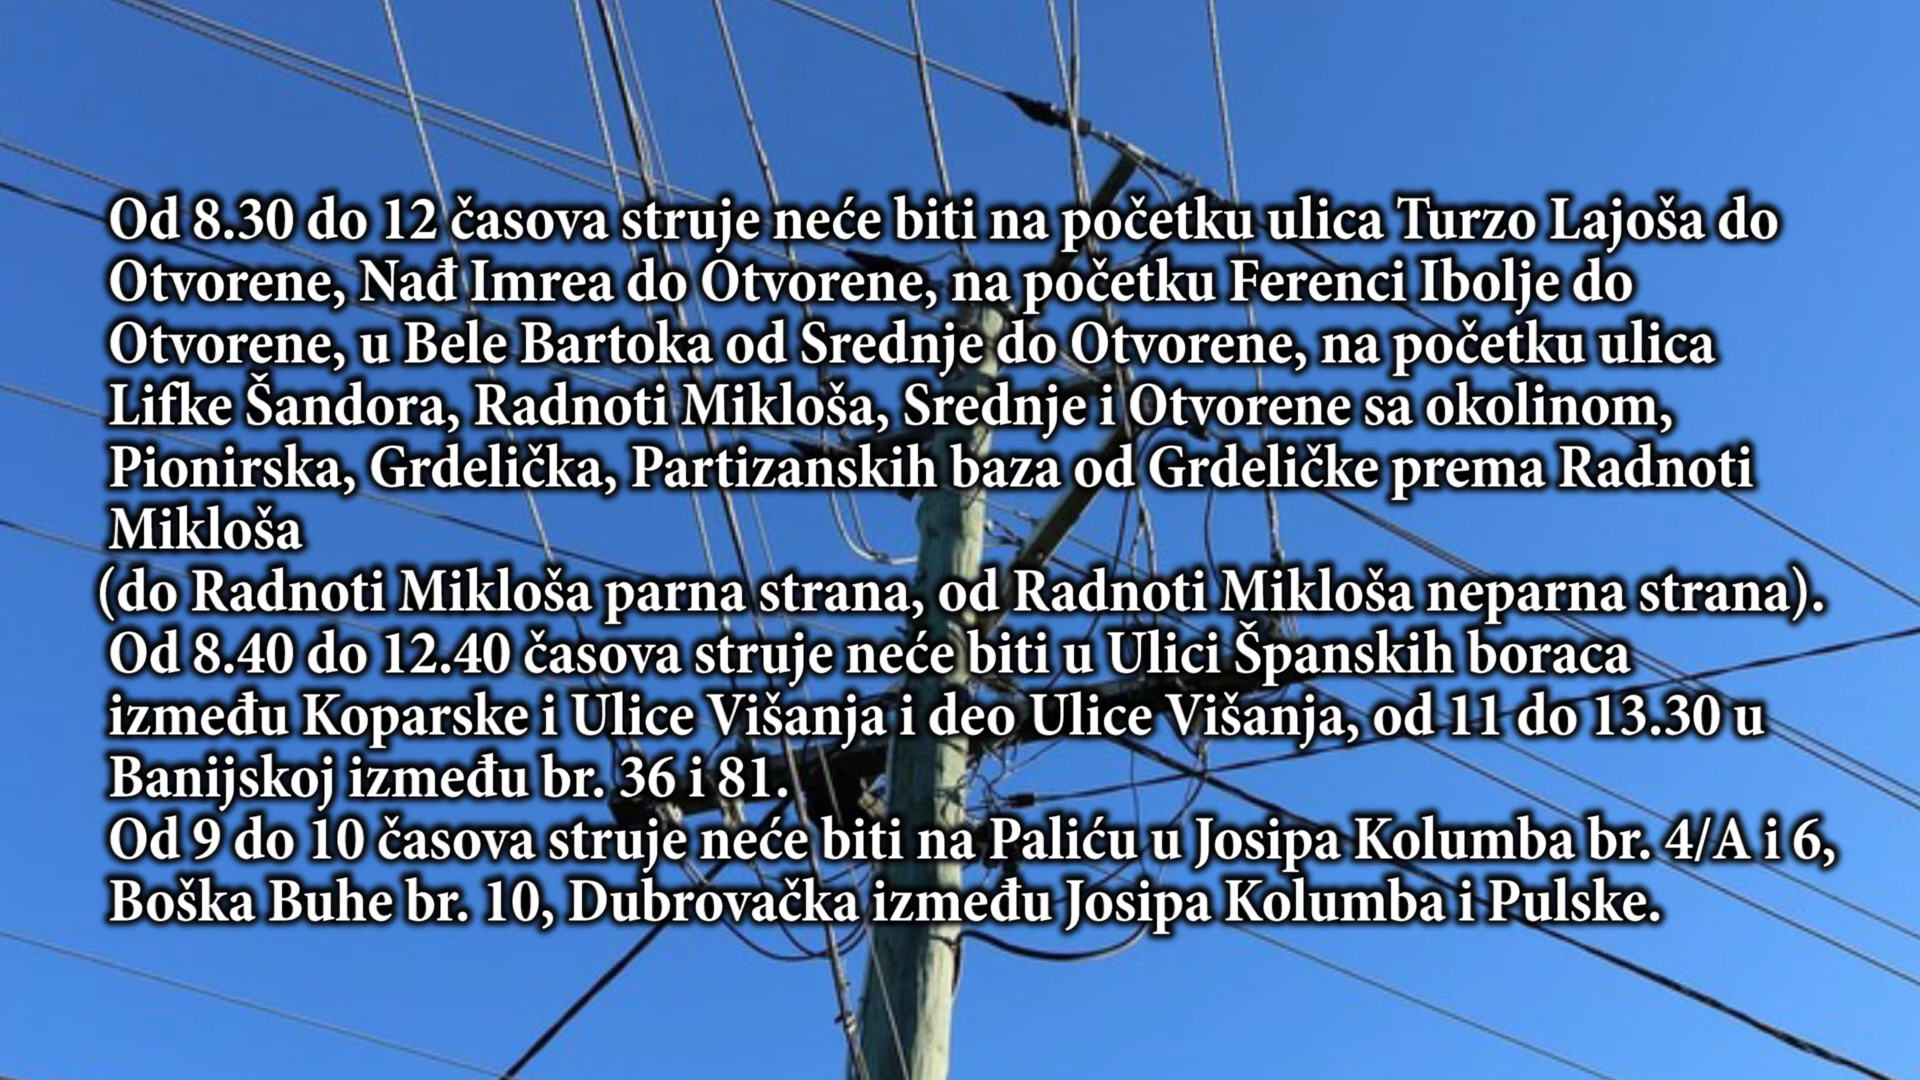 Od 8.30 do 12 časova struje neće biti na početku ulica Turzo Lajoša do
Otvorene, Nađ Imrea do Otvorene, na početku Ferenci Ibolje do
Otvorene, u Bele Bartoka od Srednje do Otvorene, na početku ulica
Lifke Šandora, Radnoti Mikloša, Srednje i Otvorene sa okolinom,
Pionirska, Grdelička, Partizanskih baza od Grdeličke prema Radnoti
Mikloša
(do Radnoti Mikloša parna strana, od Radnoti Mikloša neparna strana).
Od 8.40 do 12.40 časova struje neće biti u Ulici Španskih boraca
između Koparske i Ulice Višanja i deo Ulice Višanja, od 11 do 13.30 u
Banijskoj između br. 36 i 81.
Od 9 do 10 časova struje neće biti na Paliću u Josipa Kolumba br. 4/A i 6,
Boška Buhe br. 10, Dubrovačka između Josipa Kolumba i Pulske.